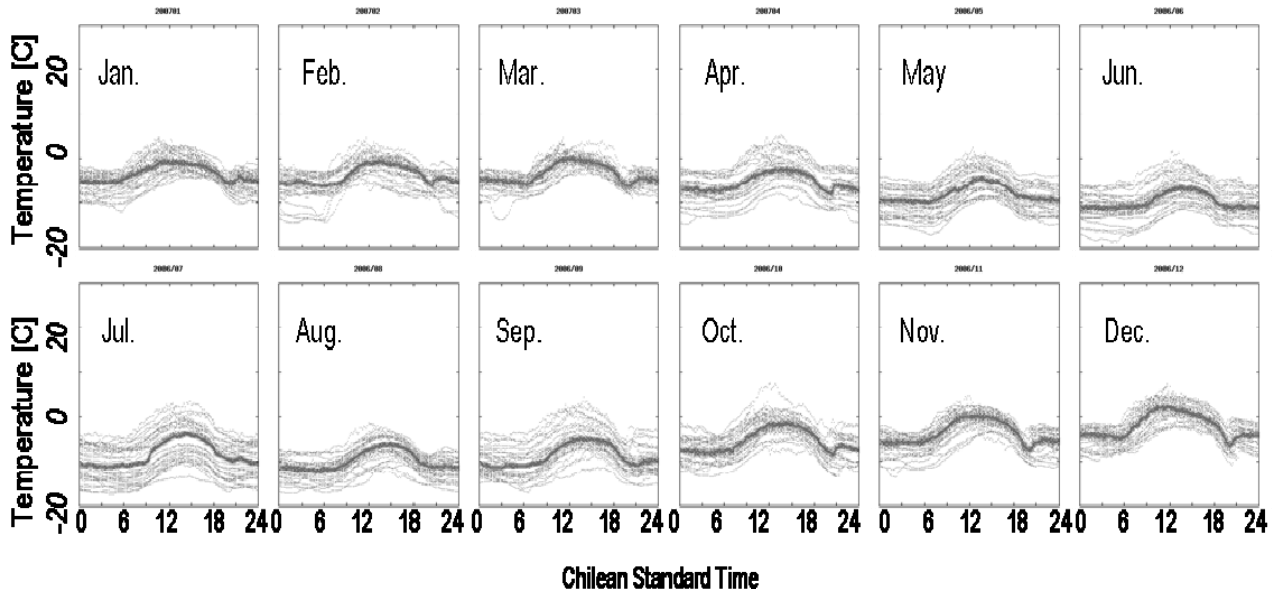 200701 200702 200703 200704 2006/05 2006/06
Temperature [C]
20
0
-20
Jan. Feb. Mar. Apr. May Jun.
2006/07 2006/08 2006/09 2006/10 2006/11 2006/12
Temperature [C]
20
0
-20
Jul. Aug. Sep. Oct. Nov. Dec.
0 6 12 18 24 0 6 12 18 24 0 6 12 18 24 0 6 12 18 24 0 6 12 18 24 0 6 12 18 24
Chilean Standard Time